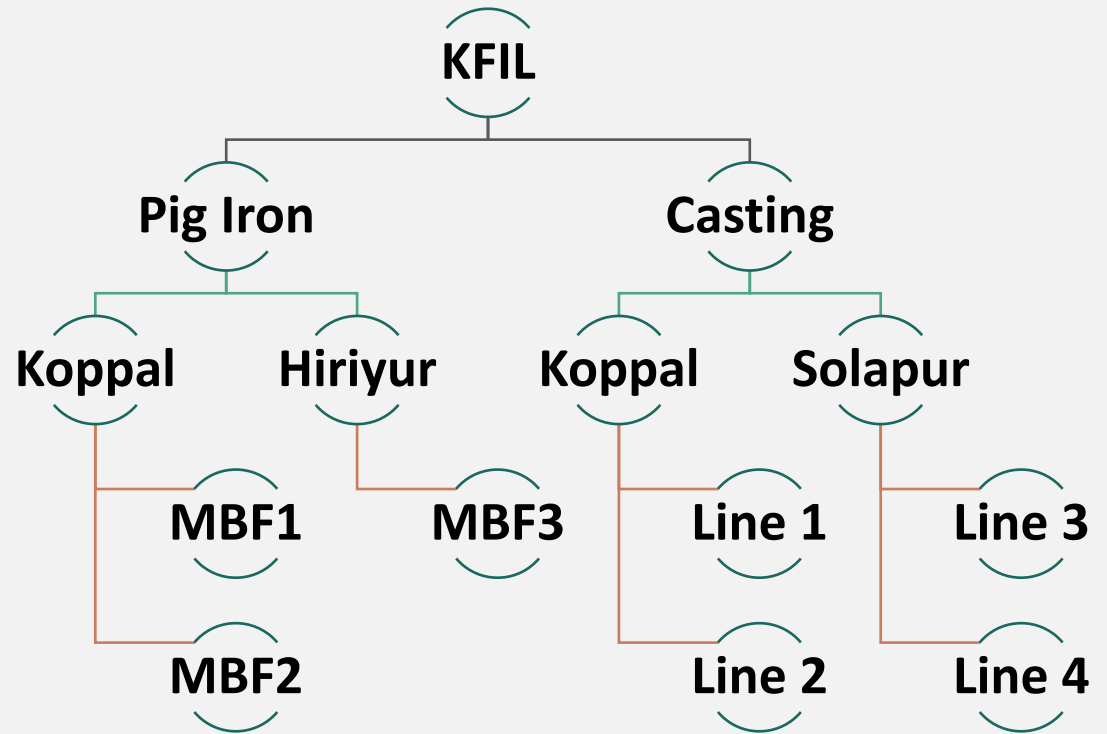 KFIL
Pig Iron
Casting
Koppal
Hiriyur
Koppal
Solapur
MBF1
MBF3
Line 1
Line 3
MBF2
Line 2
Line 4